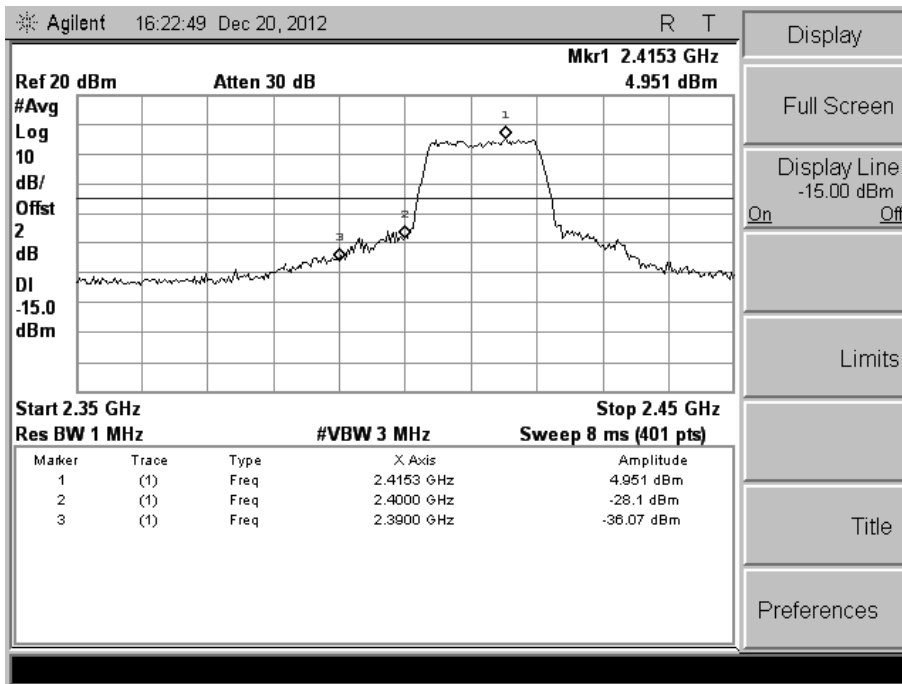 Agilent 16:22:49 Dec 20, 2012 R T
Mkr1 2.4153 GHz
Ref 20 dBm Atten 30 dB 4.951 dBm
#Avg
Log
10
dB/
Offst
2
dB
DI
-15.0
dBm
1
2
3
Start 2.35 GHz Stop 2.45 GHz
Res BW 1 MHz #VBW 3 MHz Sweep 8 ms (401 pts)
Marker Trace Type X Axis Amplitude
1 (1) Freq 2.4153 GHz 4.951 dBm
2 (1) Freq 2.4000 GHz -28.1 dBm
3 (1) Freq 2.3900 GHz -36.07 dBm
Display
Full Screen
Display Line
-15.00 dBm
On Off
Limits
Title
Preferences